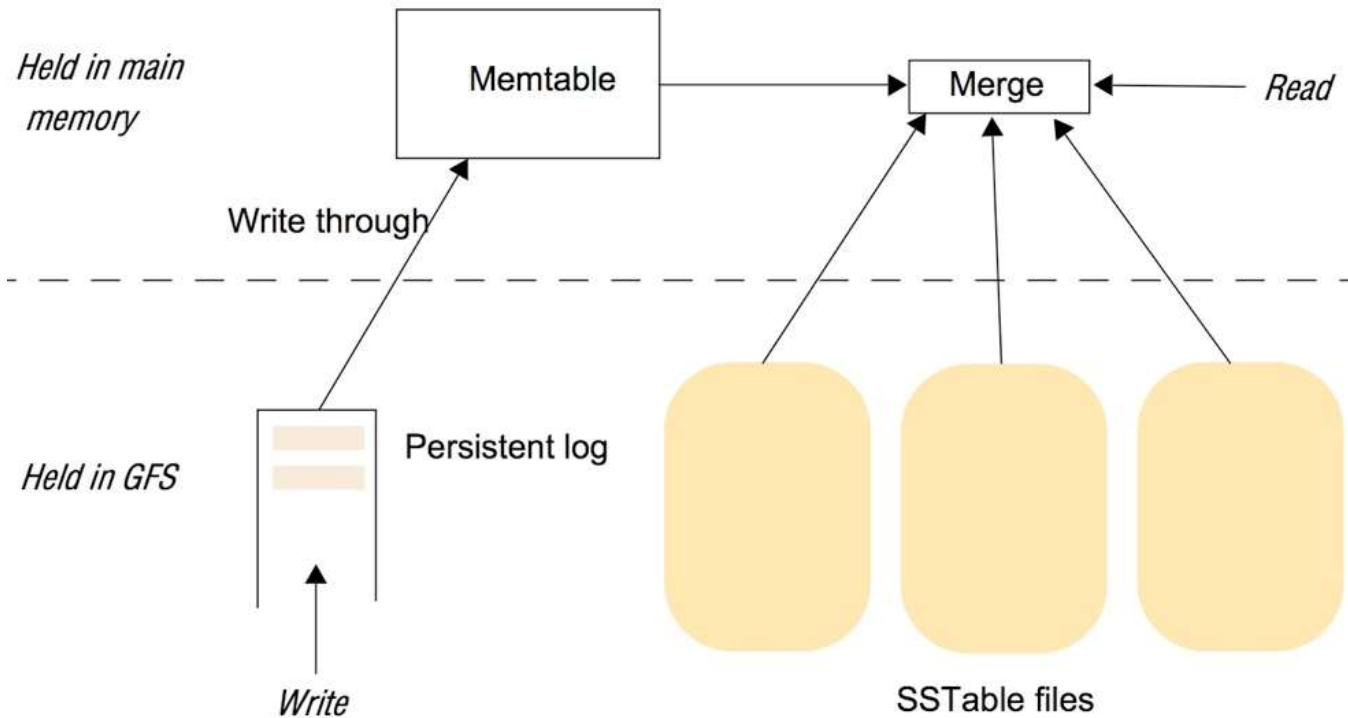 Held in main
memory
Memtable
Merge
Read
Write through
Held in GFS
Persistent log
Write
SSTable files